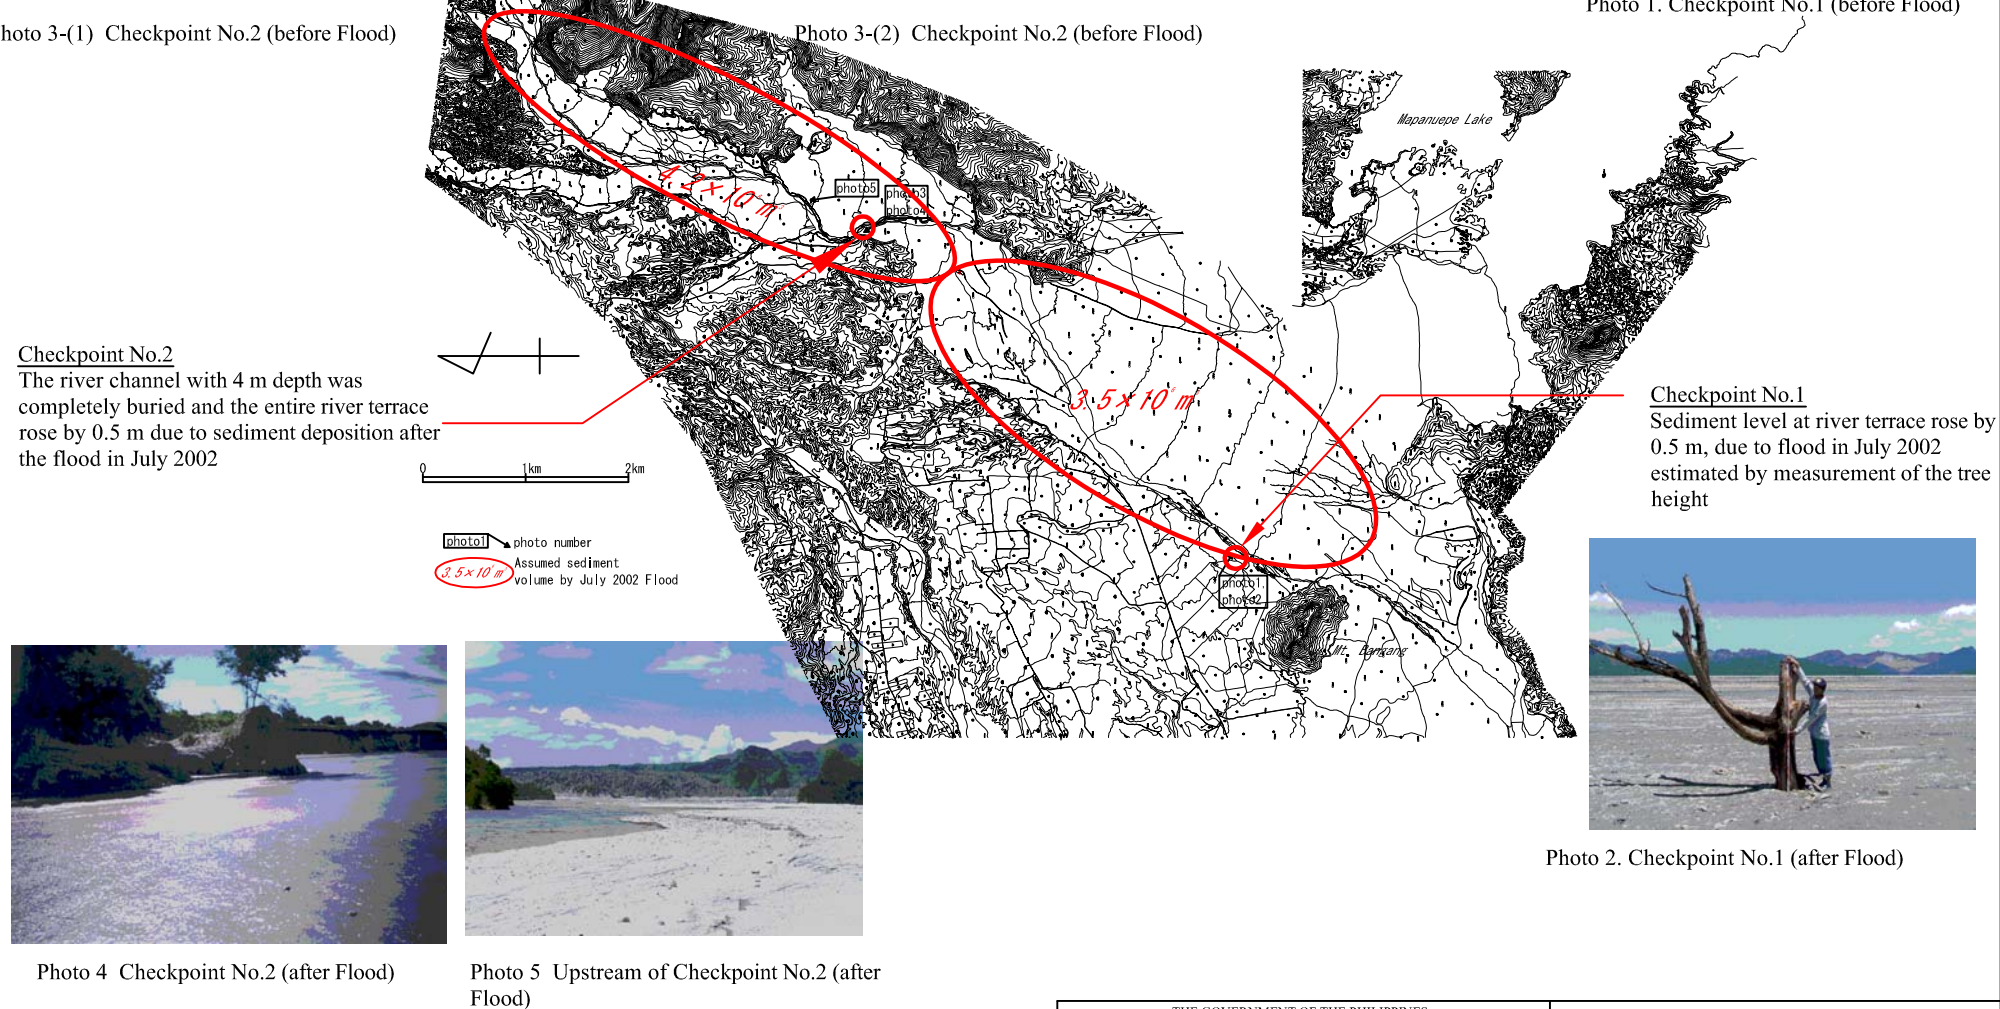 Photo 1. Checkpoint No.1 (before Flood)
hoto 3-(1) Checkpoint No.2 (before Flood)
Photo 3-(2) Checkpoint No.2 (before Flood)
Mapanuepe Lake
photo5
photo3
photo4
Checkpoint No.2
The river channel with 4 m depth was
completely buried and the entire river terrace
rose by 0.5 m due to sediment deposition after
the flood in July 2002
Checkpoint No.1
Sediment level at river terrace rose by
0.5 m, due to flood in July 2002
estimated by measurement of the tree
height
0 1km 2km
photo1 photo number
Assumed sediment
volume by July 2002 Flood
photo1.
photo2
Mt. Bangang
Photo 2. Checkpoint No.1 (after Flood)
Photo 4 Checkpoint No.2 (after Flood)
Photo 5 Upstream of Checkpoint No.2 (after
Flood)
THE GOVERNMENT OF THE PHILIPPINES